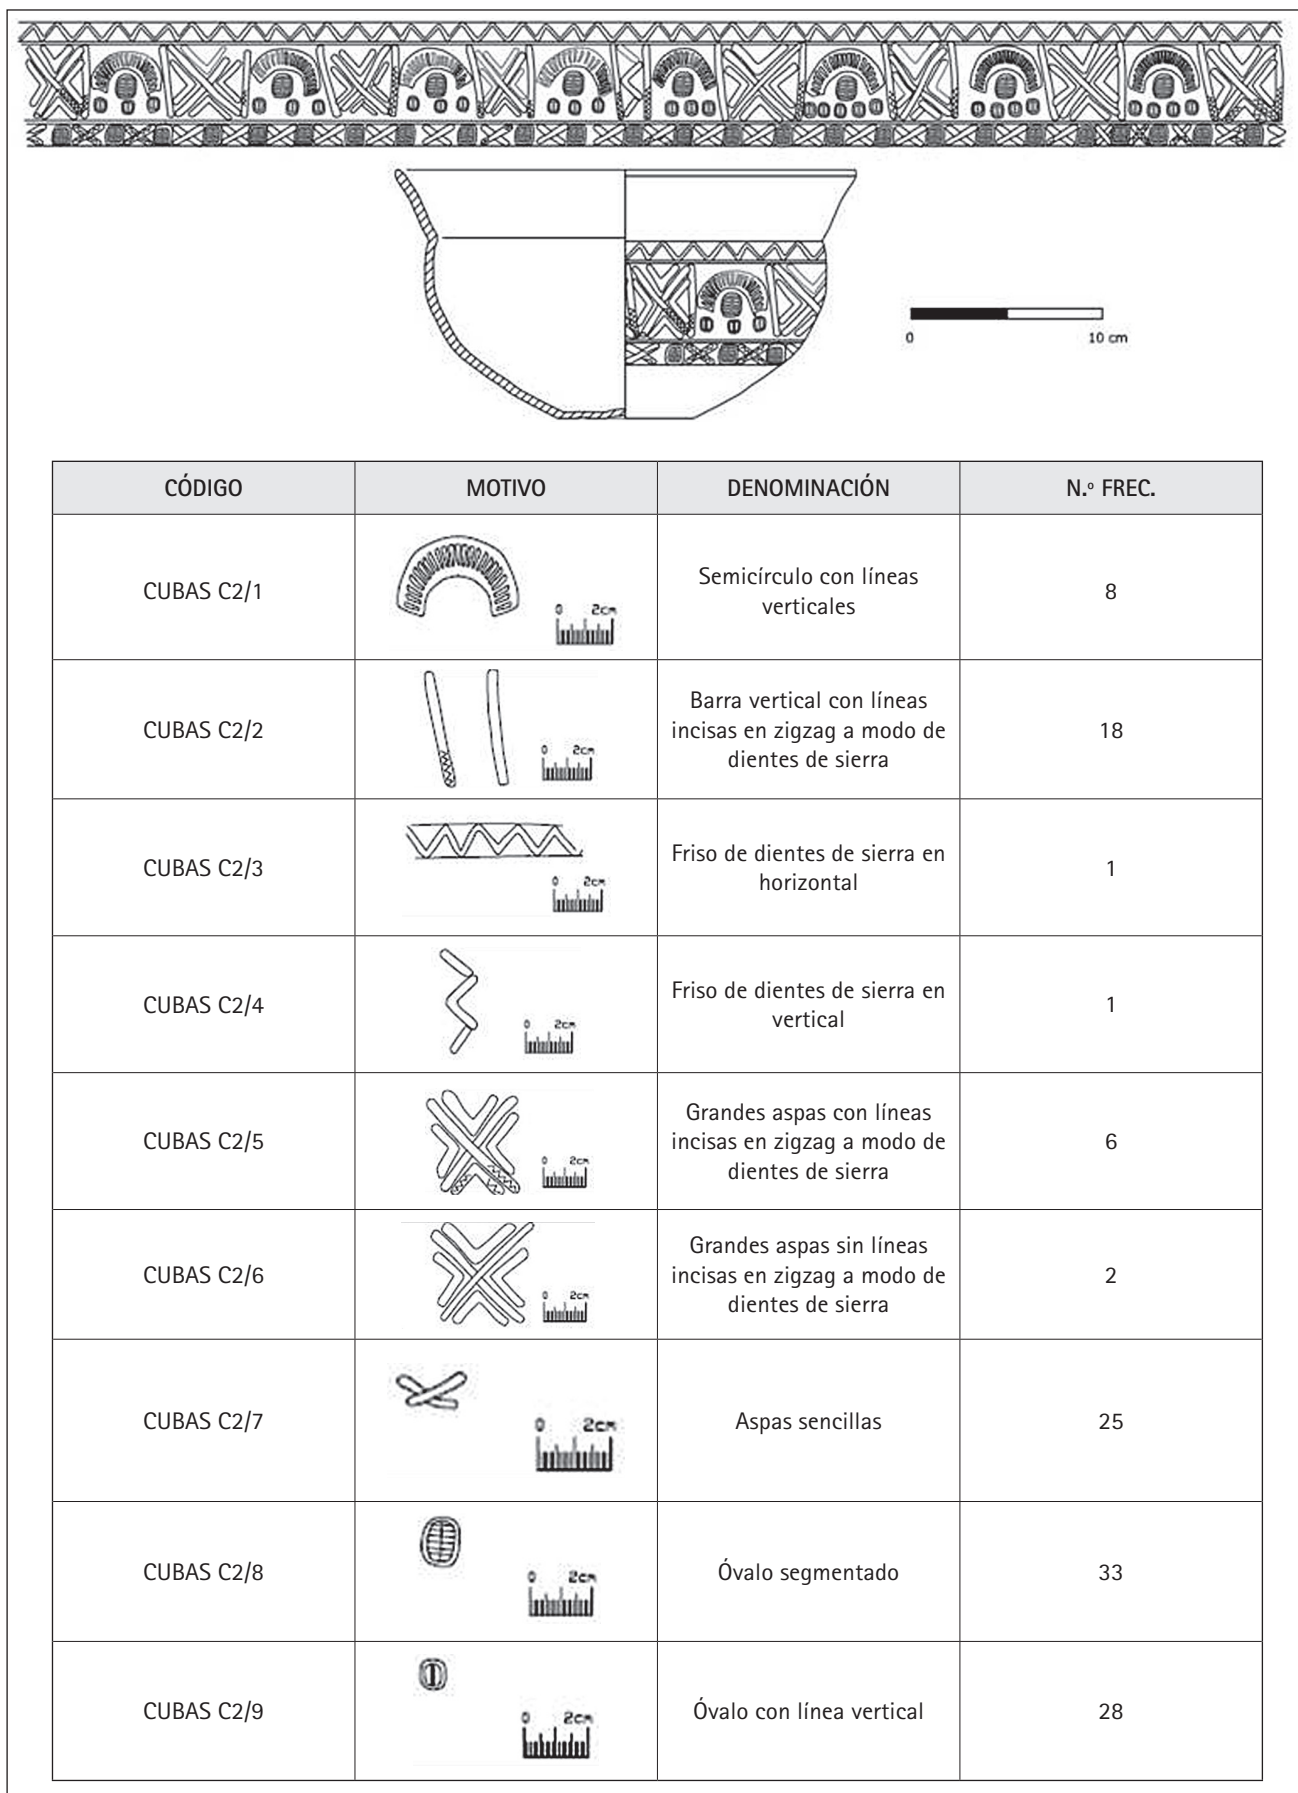 0 10 cm
CÓDIGO MOTIVO DENOMINACIÓN N.º FREC.
CUBAS C2/1
0 2cm
Semicírculo con líneas
verticales
8
CUBAS C2/2
0 2cm
Barra vertical con líneas
incisas en zigzag a modo de
dientes de sierra
18
CUBAS C2/3
0 2cm
Friso de dientes de sierra en
horizontal
1
CUBAS C2/4
0 2cm
Friso de dientes de sierra en
vertical
1
CUBAS C2/5
0 2cm
Grandes aspas con líneas
incisas en zigzag a modo de
dientes de sierra
6
CUBAS C2/6
0 2cm
Grandes aspas sin líneas
incisas en zigzag a modo de
dientes de sierra
2
CUBAS C2/7
0 2cm
Aspas sencillas
25
CUBAS C2/8
0 2cm
Óvalo segmentado
33
CUBAS C2/9
0 2cm
Óvalo con línea vertical
28